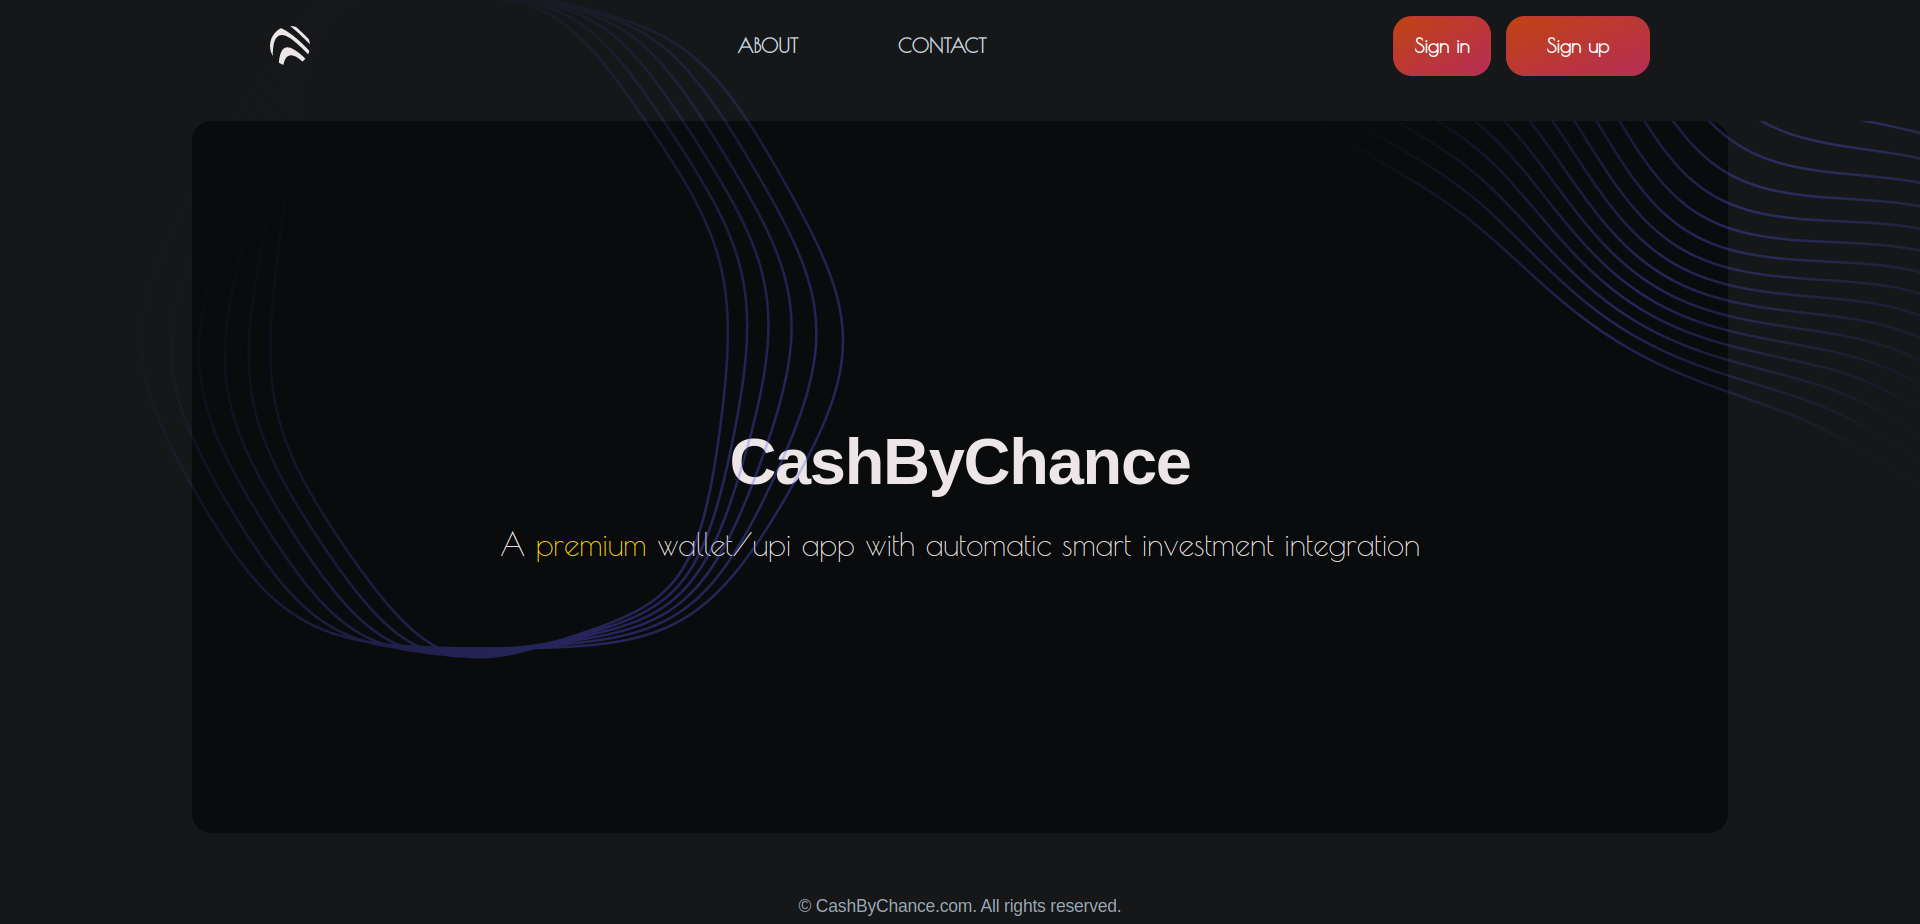 ABOUT
CONTACT
Sign in
Sign up
CashByChance
A premium wallet/upi app with automatic smart investment integration
© CashByChance.com. All rights reserved.